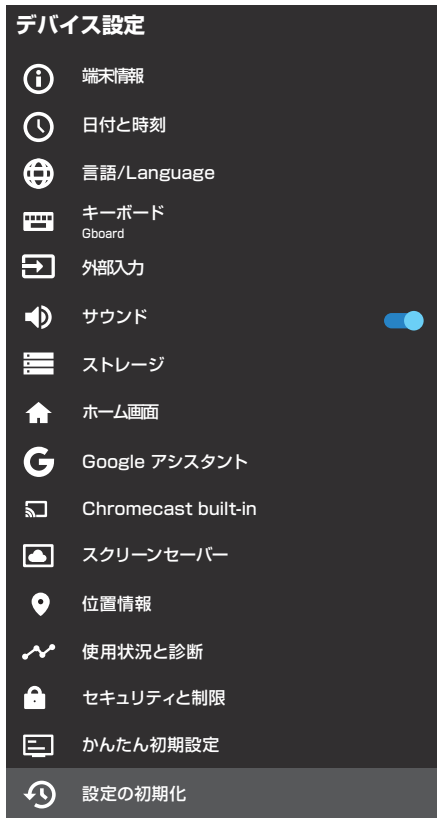 デバイス設定
端末情報
日付と時刻
言語/Language
キーボード
Gboard
外部入力
サウンド
ストレージ
ホーム画面
Google アシスタント
Chromecast built-in
スクリーンセーバー
位置情報
使用状況と診断
セキュリティと制限
かんたん初期設定
設定の初期化